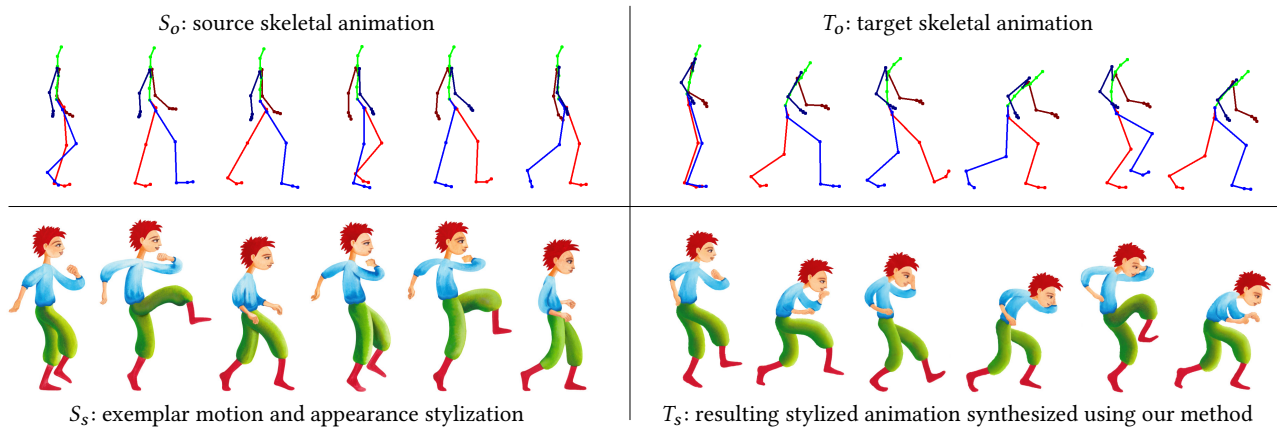 S_o: source skeletal animation
T_o: target skeletal animation
S_s: exemplar motion and appearance stylization
T_s: resulting stylized animation synthesized using our method